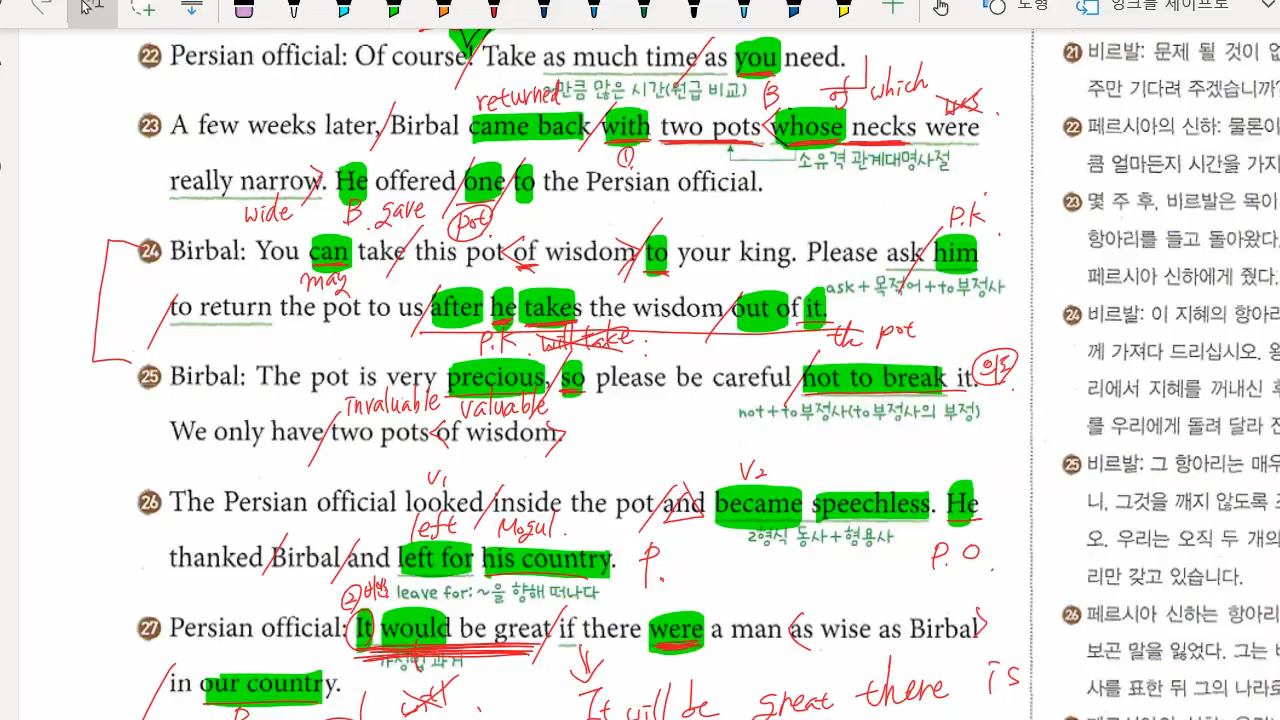 도형
잉크를 셰이프로
㉒ Persian official: Of course! Take as much time as you need.
returned 만큼 많은 시간(원급 비교) B of which
㉓ A few weeks later, Birbal came back with two pots whose necks were
① 소유격 관계대명사절
really narrow. He offered one to the Persian official.
wide B. gave pot
P.K
㉔ Birbal: You can take this pot of wisdom to your king. Please ask him
may ask+목적어+to부정사
to return the pot to us after he takes the wisdom out of it.
P.K will take the pot
㉕ Birbal: The pot is very precious, so please be careful not to break it. 의도
invaluable valuable not+to부정사(to부정사의 부정)
We only have two pots of wisdom.
V1 V2
㉖ The Persian official looked inside the pot and became speechless. He
left Mogul. 2형식 동사+형용사
thanked Birbal and left for his country. P. P.O
② leave for: ~을 향해 떠나다
㉗ Persian official: It would be great if there were a man as wise as Birbal
가정법 과거
in our country.
It will be great there is
㉑ 비르발: 문제 될 것이 없
주만 기다려 주겠습니까?
㉒ 페르시아의 신하: 물론이
큼 얼마든지 시간을 가지
㉓ 몇 주 후, 비르발은 목이
항아리를 들고 돌아왔다.
페르시아 신하에게 줬다.
㉔ 비르발: 이 지혜의 항아리
께 가져다 드리십시오. 왕
리에서 지혜를 꺼내신 후
를 우리에게 돌려 달라 전
㉕ 비르발: 그 항아리는 매우
니, 그것을 깨지 않도록 조
오. 우리는 오직 두 개의
리만 갖고 있습니다.
㉖ 페르시아 신하는 항아리
보곤 말을 잃었다. 그는 비
사를 표한 뒤 그의 나라로